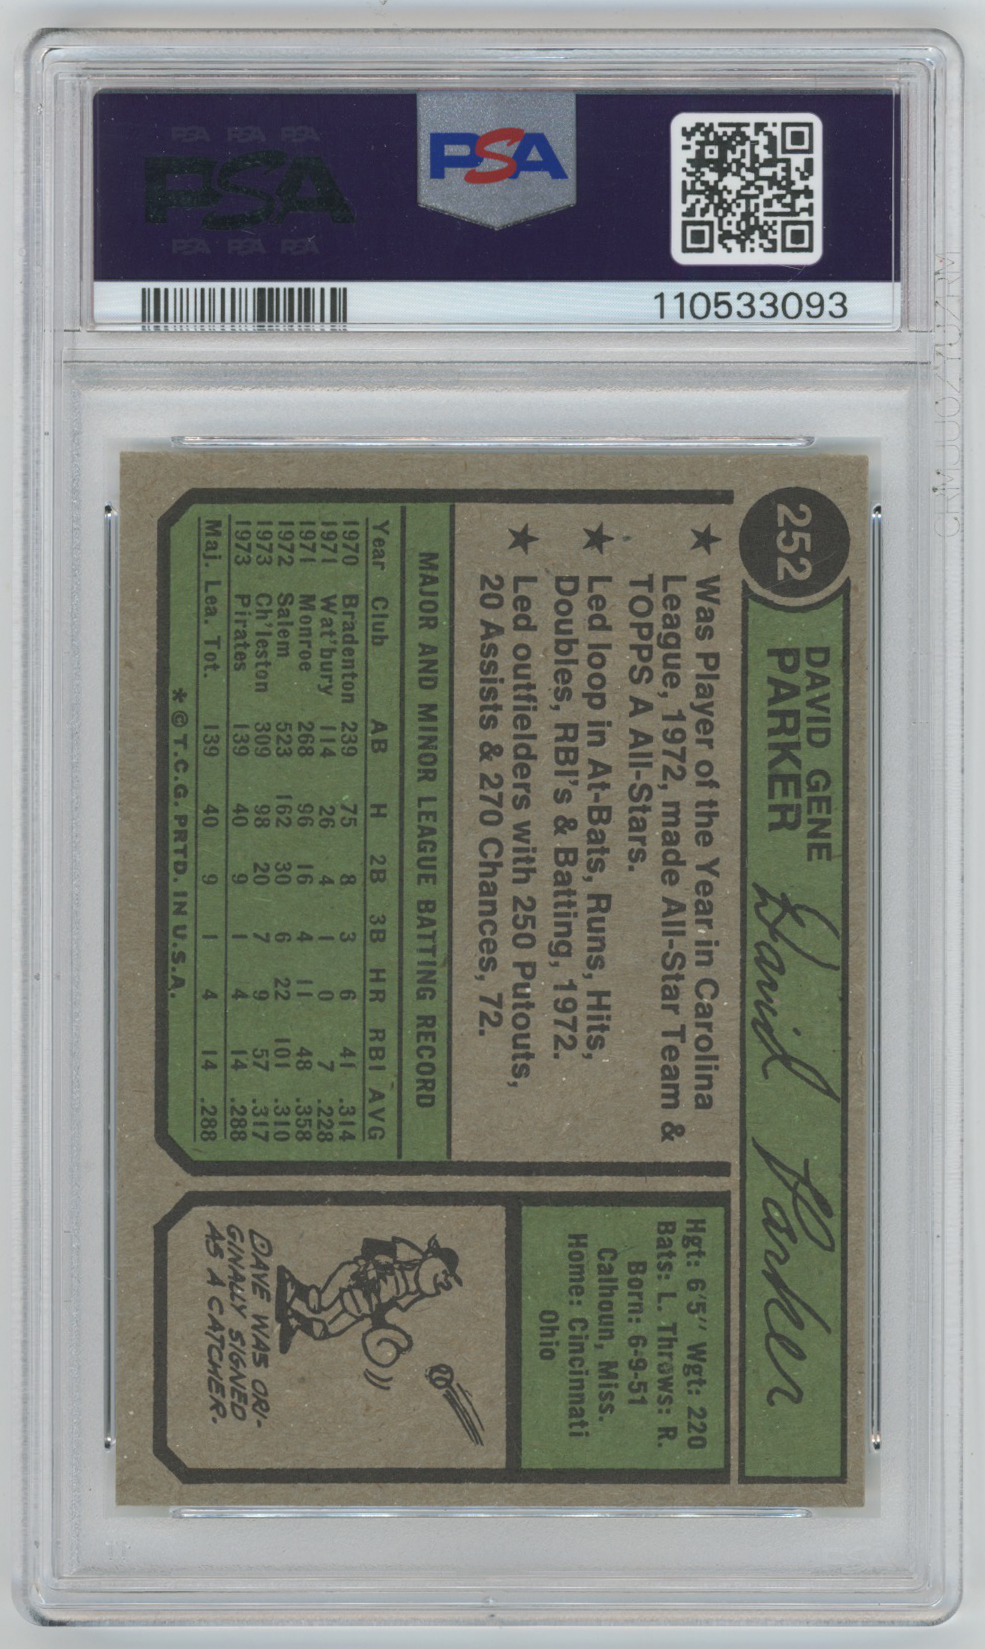 PSA PSA PSA
PSA
PSA PSA PSA
PSA
110533093
252
DAVID GENE
PARKER
David Parker
★ Was Player of the Year in Carolina
League, 1972, made All-Star Team &
TOPPS A All-Stars.
★ Led loop in At-Bats, Runs, Hits,
Doubles, RBI's & Batting, 1972.
★ Led outfielders with 250 Putouts,
20 Assists & 270 Chances, 72.
MAJOR AND MINOR LEAGUE BATTING RECORD
Year Club AB H 2B 3B HR RBI AVG
1970 Bradenton 239 75 8 3 6 41 .314
1971 Wat'bury 114 26 4 1 0 7 .228
1971 Monroe 268 96 16 4 11 48 .358
1972 Salem 523 162 30 6 22 101 .310
1973 Ch'leston 309 98 20 7 9 57 .317
1973 Pirates 139 40 9 1 4 14 .288
Maj. Lea. Tot. 139 40 9 1 4 14 .288
* © T.C.G. PRTD. IN U.S.A.
Hgt: 6'5" Wgt: 220
Bats: L. Throws: R.
Born: 6-9-51
Calhoun, Miss.
Home: Cincinnati
Ohio
DAVE WAS ORI-
GINALLY SIGNED
AS A CATCHER.